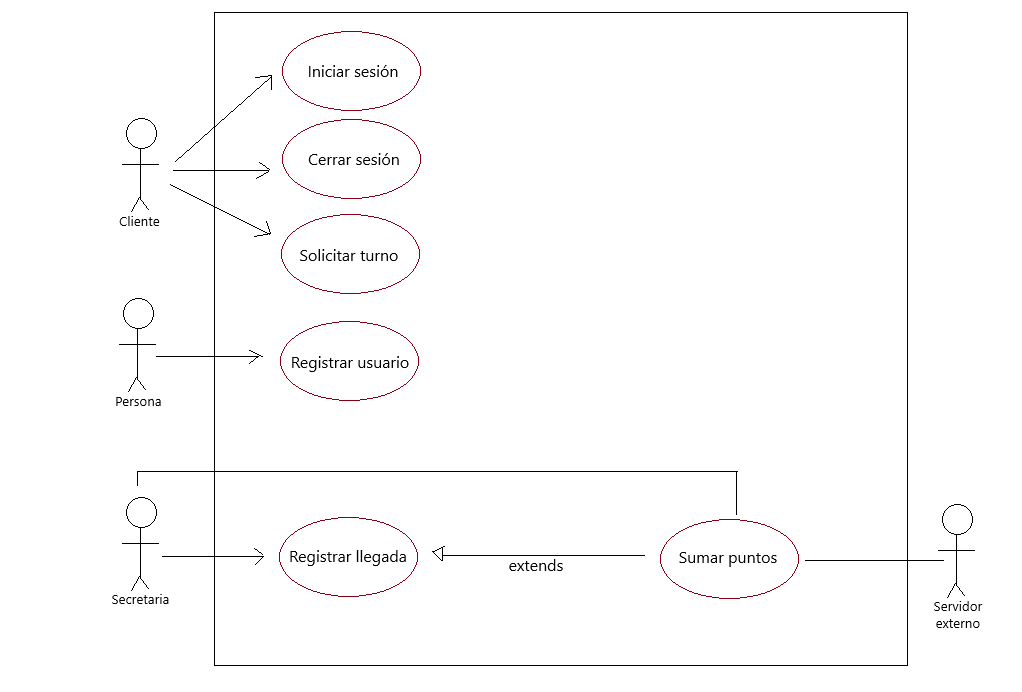 Iniciar sesión
Cerrar sesión
Cliente
Solicitar turno
Registrar usuario
Persona
Registrar llegada
extends
Sumar puntos
Secretaria
Servidor
externo